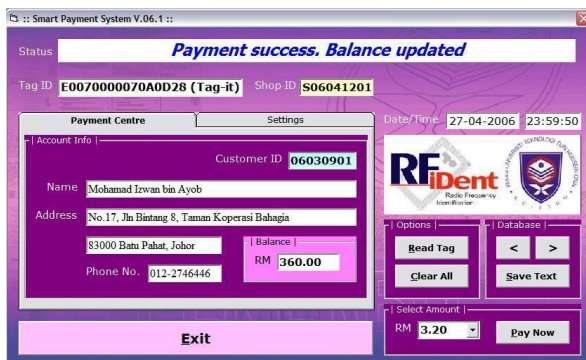 :: Smart Payment System V.06.1 ::
Status Payment success. Balance updated
Tag ID E0070000070A0D28 (Tag-it) Shop ID S06041201
Date/Time 27-04-2006 23:59:50
Payment Centre Settings
Account Info
Customer ID 06030901
Name Mohamad Izwan bin Ayob
Address No.17, Jln Bintang 8, Taman Koperasi Bahagia
83000 Batu Pahat, Johor
Phone No. 012-2746446
Balance
RM 360.00
RFiDent
Radio Frequency
Identification
Options
Read Tag
Clear All
Database
< >
Save Text
Select Amount
RM 3.20 Pay Now
Exit